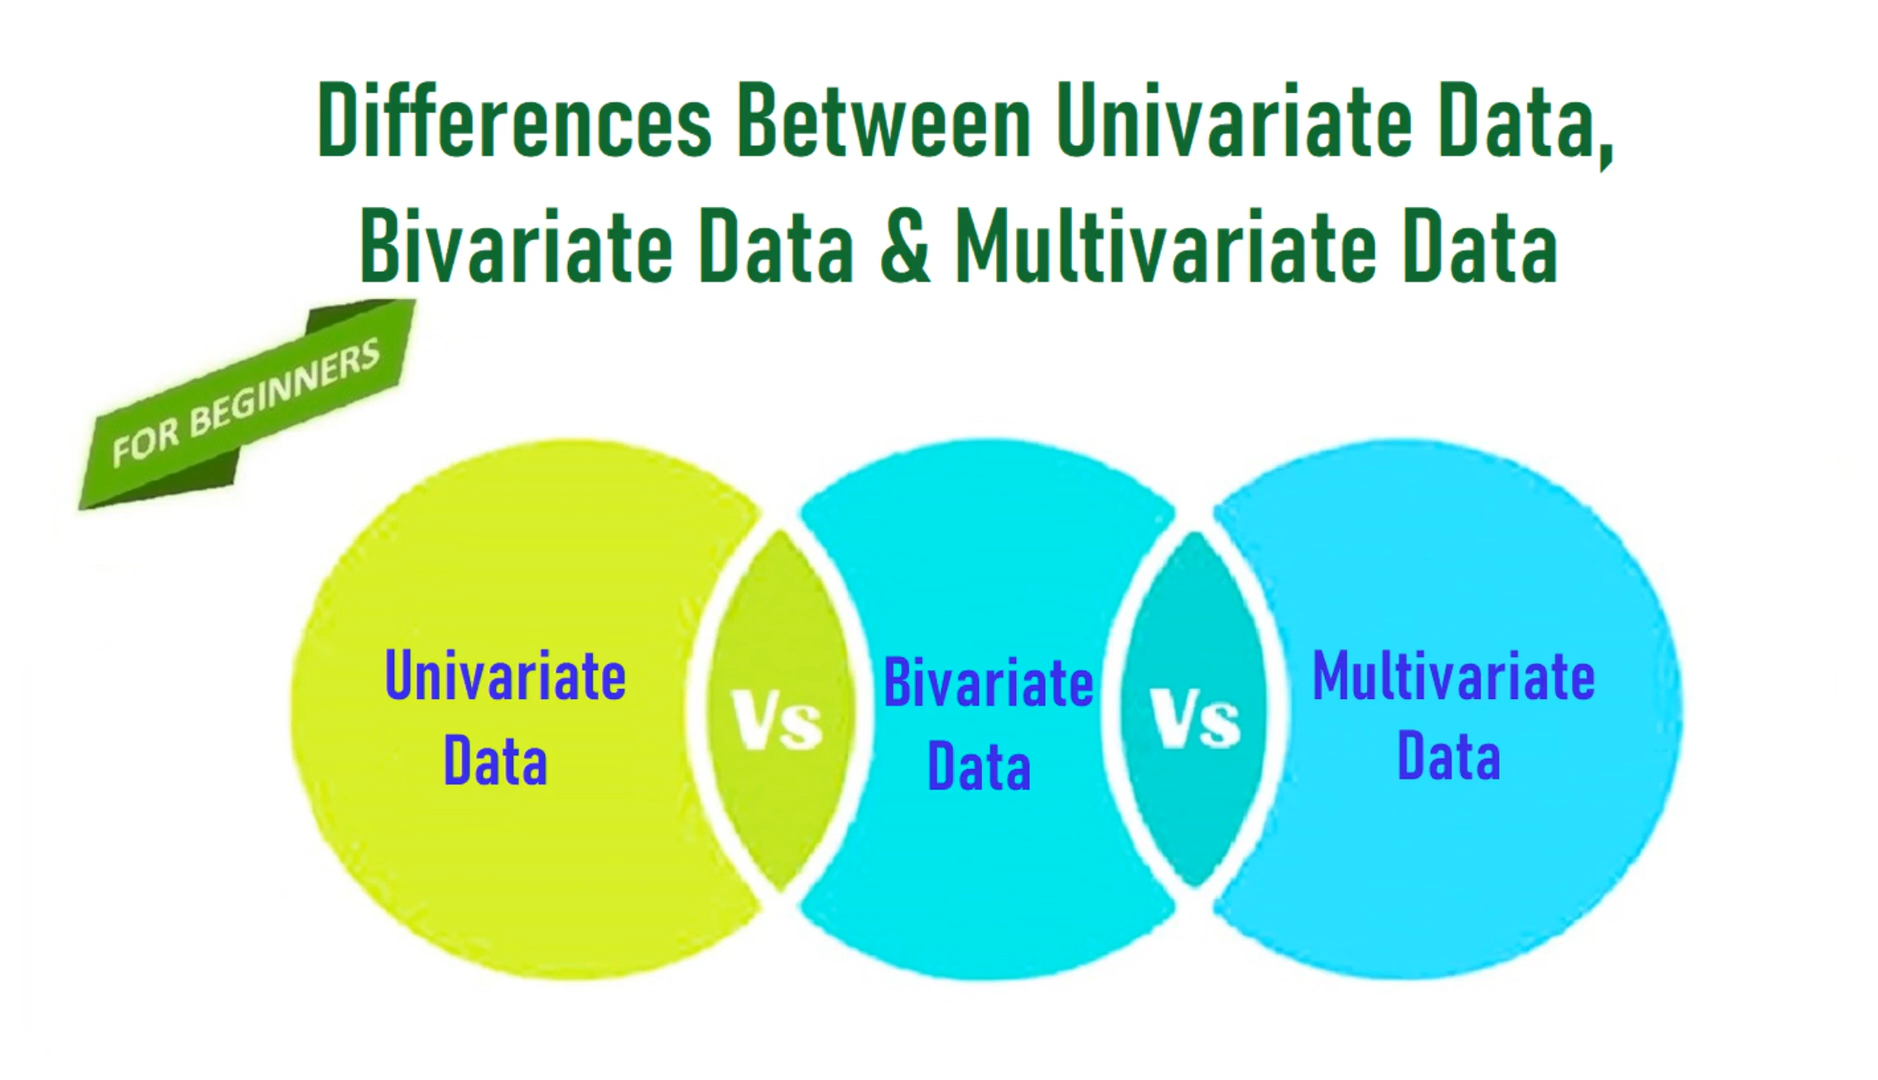 Differences Between Univariate Data,
Bivariate Data & Multivariate Data
FOR BEGINNERS
Univariate
Data
Vs
Bivariate
Data
Vs
Multivariate
Data